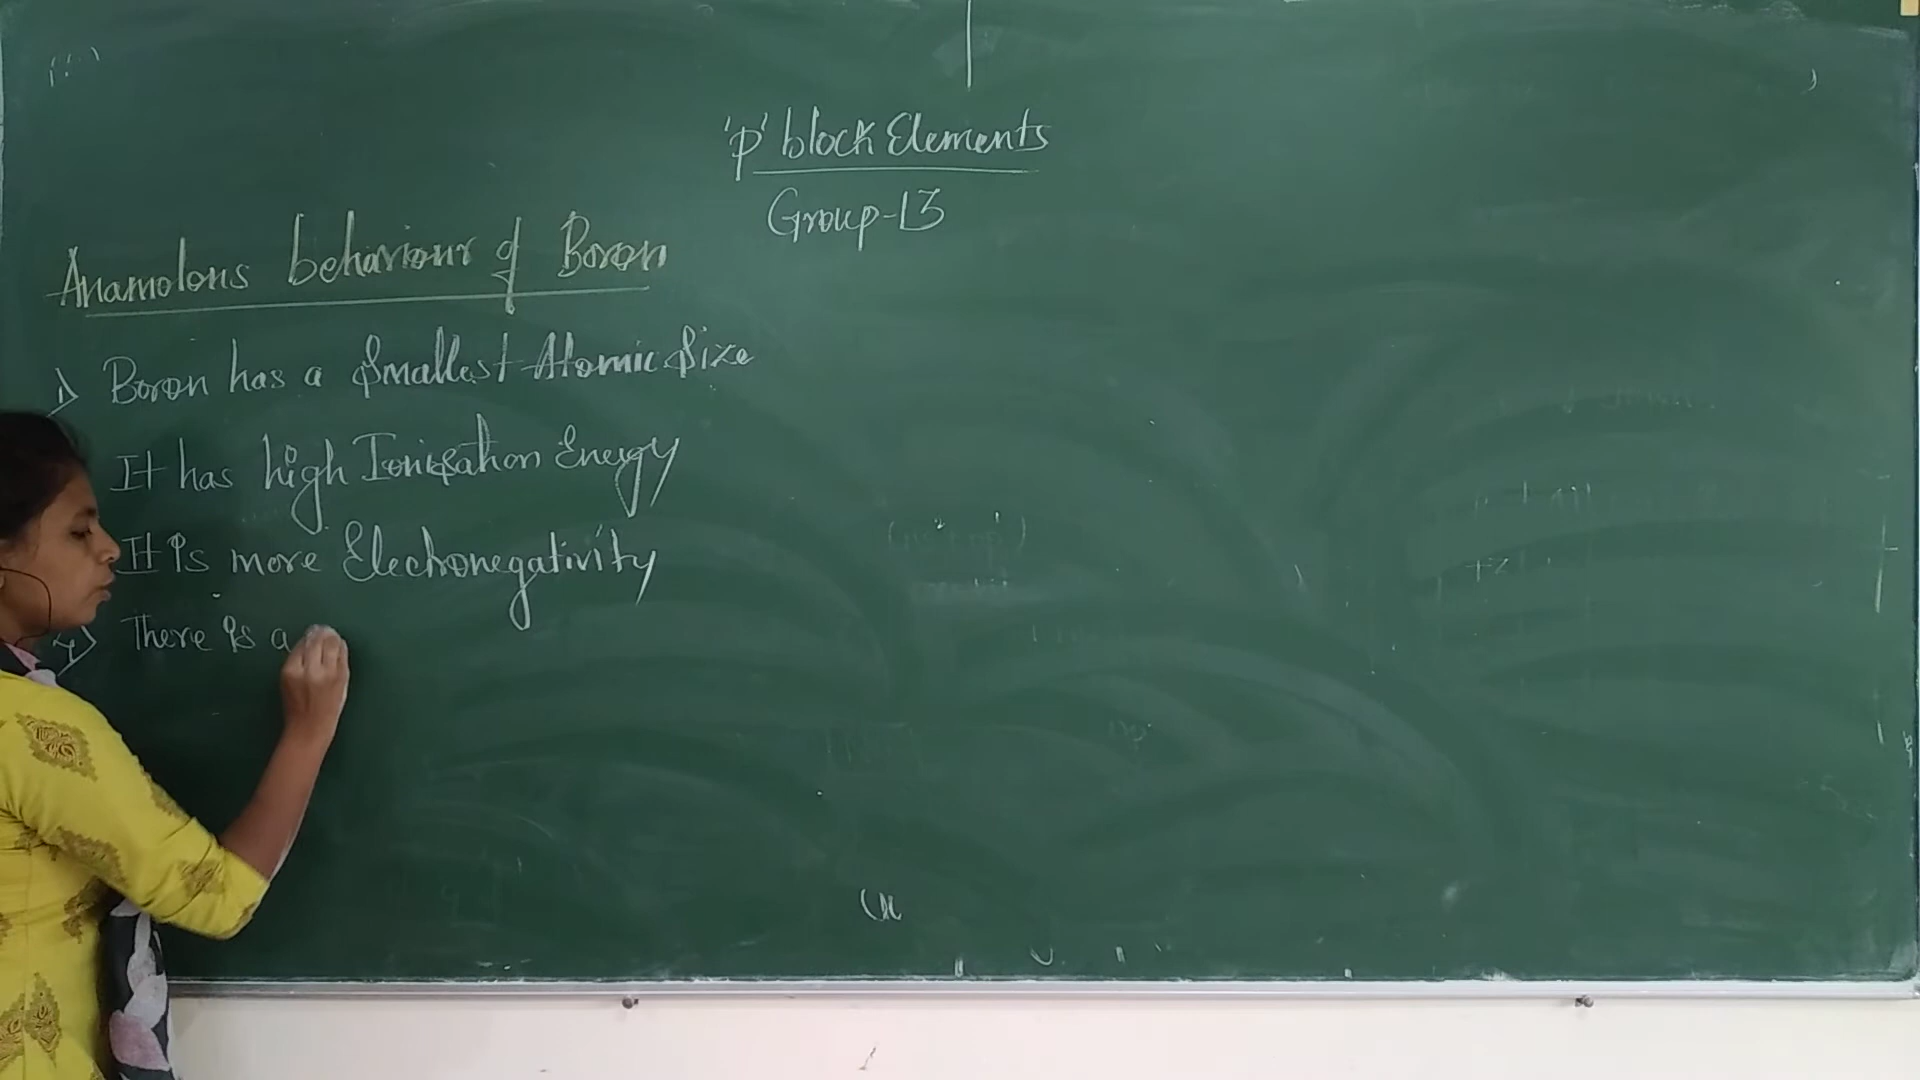 'p' block Elements
Group-13
Anamolous behaviour of Boron
1) Boron has a Smallest Atomic Size
It has high Ionisation Energy
It is more Electronegativity
4) There is a